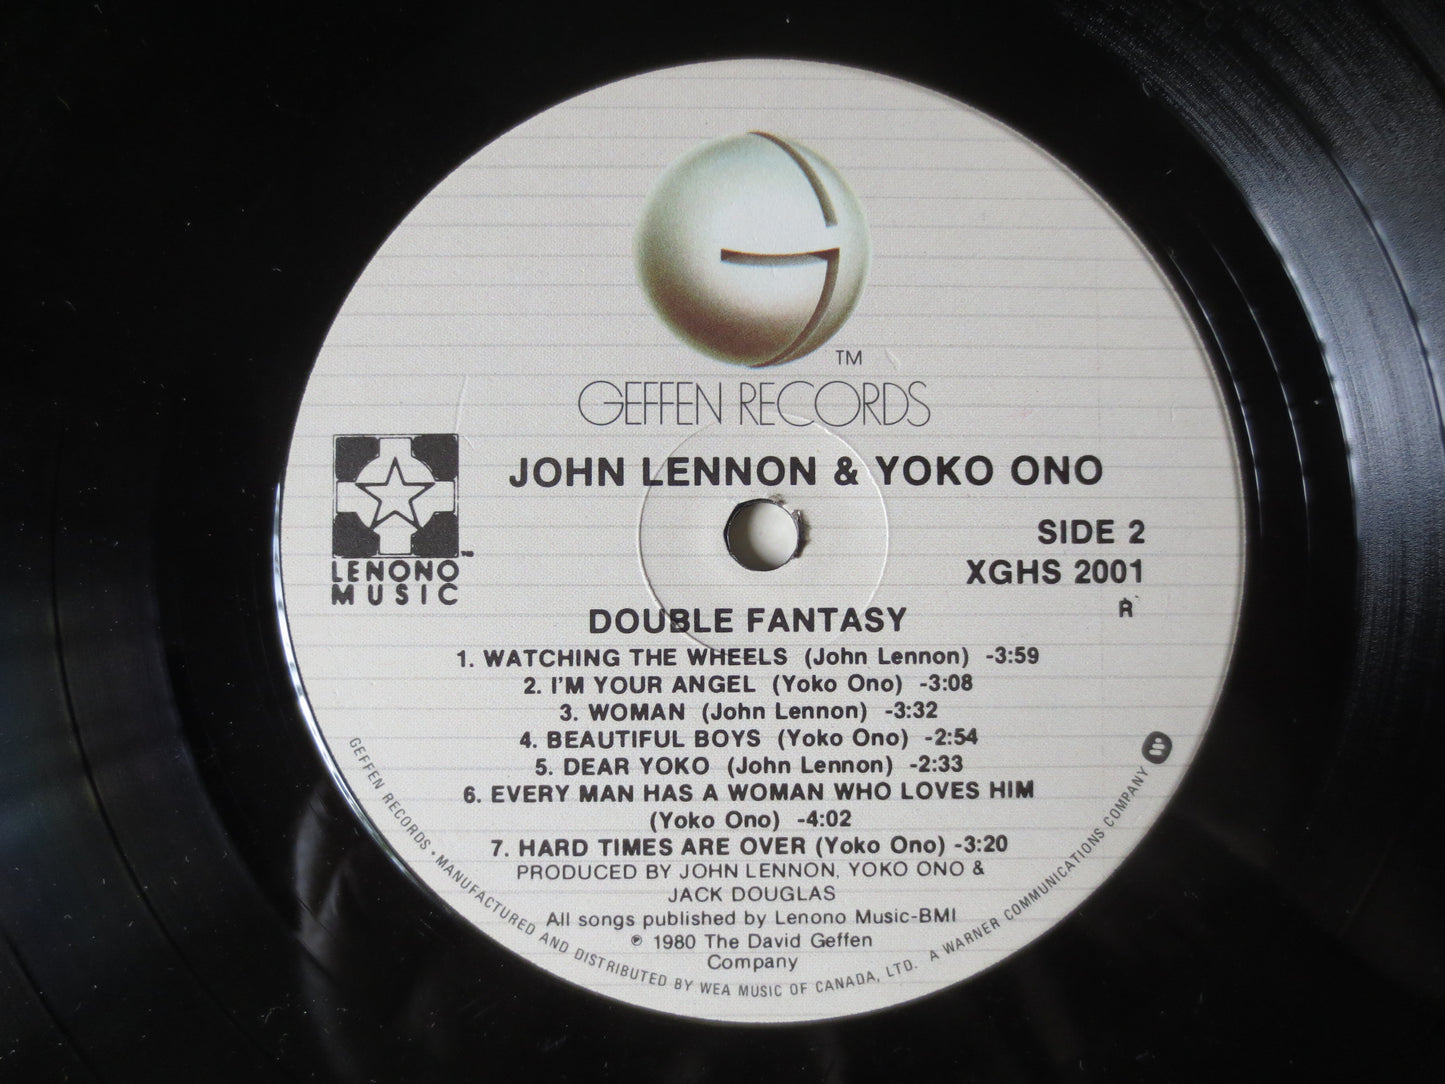 TM
GEFFEN RECORDS
JOHN LENNON & YOKO ONO
SIDE 2
XGHS 2001
R
TM
LENONO
MUSIC
DOUBLE FANTASY
1. WATCHING THE WHEELS (John Lennon) -3:59
2. I'M YOUR ANGEL (Yoko Ono) -3:08
3. WOMAN (John Lennon) -3:32
4. BEAUTIFUL BOYS (Yoko Ono) -2:54
5. DEAR YOKO (John Lennon) -2:33
6. EVERY MAN HAS A WOMAN WHO LOVES HIM
(Yoko Ono) -4:02
7. HARD TIMES ARE OVER (Yoko Ono) -3:20
PRODUCED BY JOHN LENNON, YOKO ONO &
JACK DOUGLAS
All songs published by Lenono Music-BMI
℗ 1980 The David Geffen
Company
GEFFEN RECORDS • MANUFACTURED AND DISTRIBUTED BY WEA MUSIC OF CANADA, LTD. A WARNER COMMUNICATIONS COMPANY